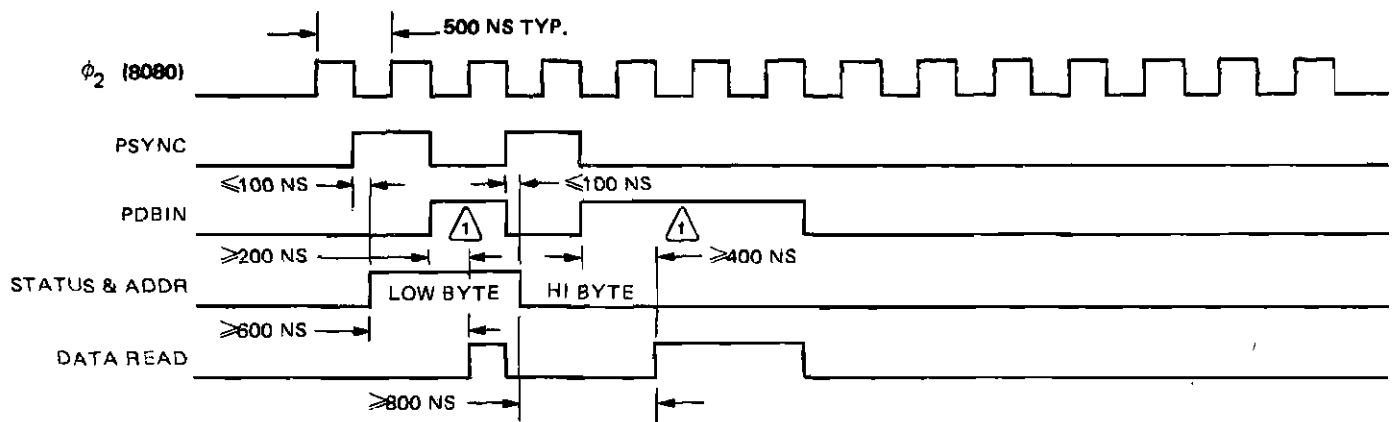 500 NS TYP.
ϕ2 (8080)
PSYNC
≤100 NS
≤100 NS
PDBIN
1
1
≥200 NS
≥400 NS
STATUS & ADDR
LOW BYTE
HI BYTE
≥600 NS
DATA READ
≥800 NS